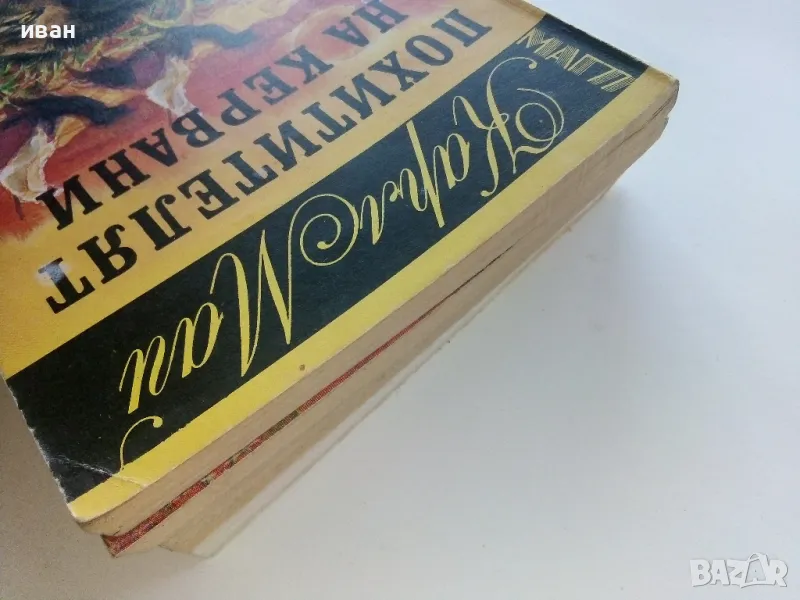 иван
Карл Май
ПОХИТИТЕЛЯТ
НА КЕРВАНИ
BAZAR